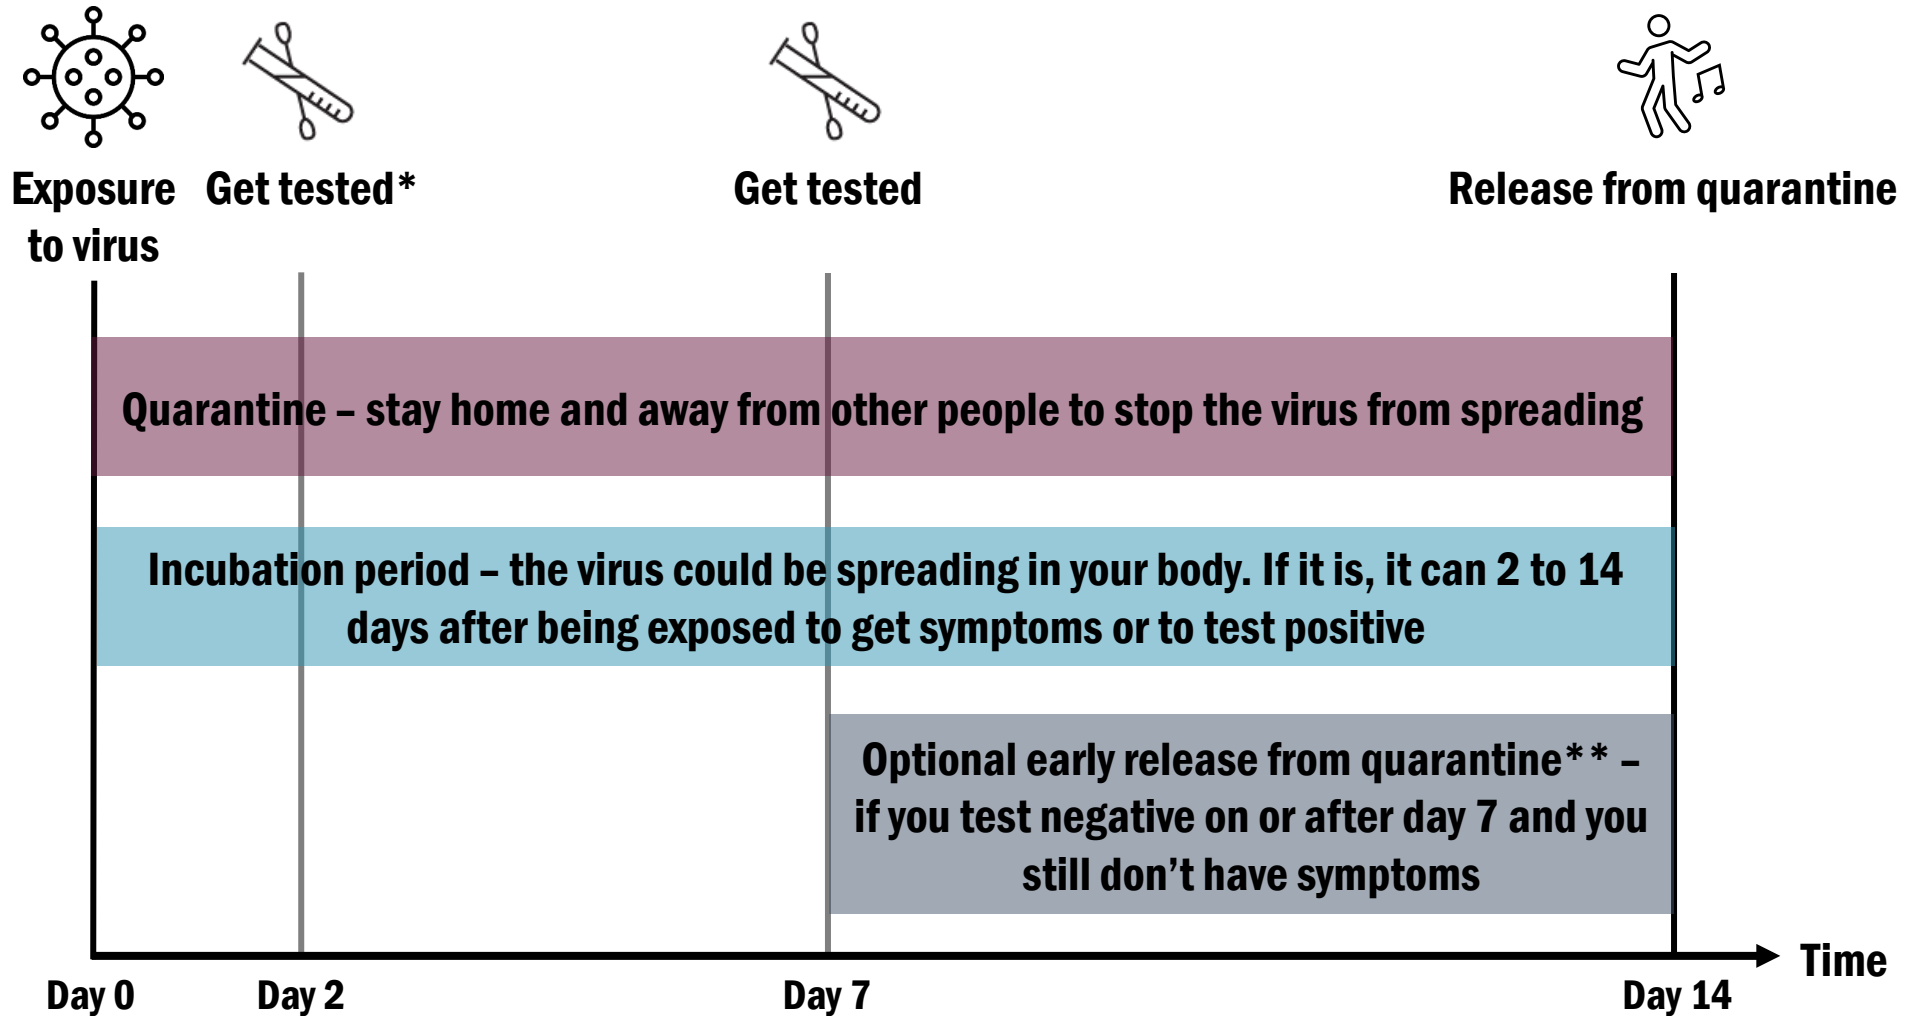 Exposure
to virus
Get tested*
Get tested
Release from quarantine
Quarantine – stay home and away from other people to stop the virus from spreading
Incubation period – the virus could be spreading in your body. If it is, it can 2 to 14
days after being exposed to get symptoms or to test positive
Optional early release from quarantine** –
if you test negative on or after day 7 and you
still don’t have symptoms
Time
Day 0
Day 2
Day 7
Day 14